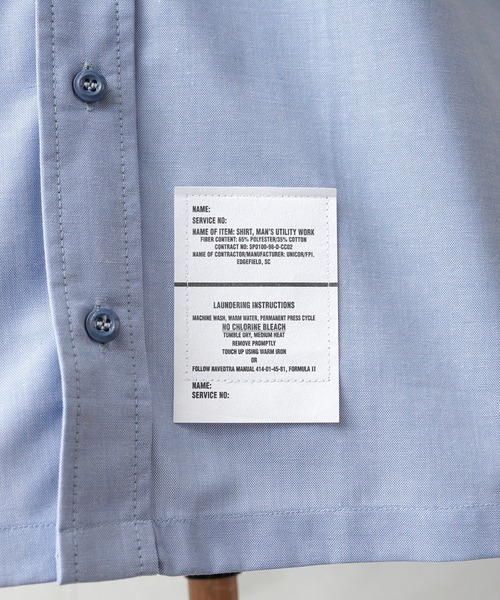 NAME:
SERVICE NO:
NAME OF ITEM: SHIRT, MAN'S UTILITY WORK
FIBER CONTENT: 65% POLYESTER/35% COTTON
CONTRACT NO: SPO100-98-D-CC02
NAME OF CONTRACTOR/MANUFACTURER: UNICOR/FPI.
EDGEFIELD, SC
LAUNDERING INSTRUCTIONS
MACHINE WASH, WARM WATER, PERMANENT PRESS CYCLE
NO CHLORINE BLEACH
TUMBLE DRY, MEDIUM HEAT
REMOVE PROMPTLY
TOUCH UP USING WARM IRON
OR
FOLLOW NAVEDTRA MANUAL 414-01-45-81, FORMULA II
NAME:
SERVICE NO: